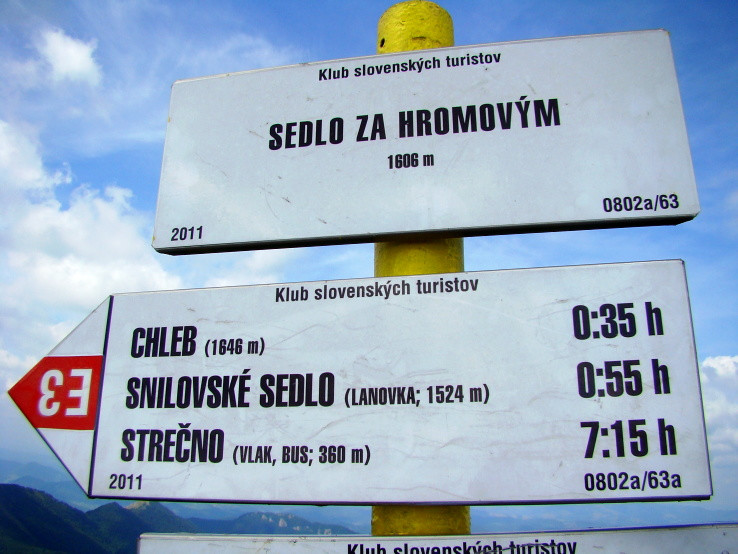 Klub slovenských turistov
SEDLO ZA HROMOVÝM
1606 m
2011 0802a/63
Klub slovenských turistov
CHLEB (1646 m) 0:35 h
SNILOVSKÉ SEDLO (LANOVKA; 1524 m) 0:55 h
E3
STREČNO (VLAK, BUS; 360 m) 7:15 h
2011 0802a/63a
Klub slovenských turistov